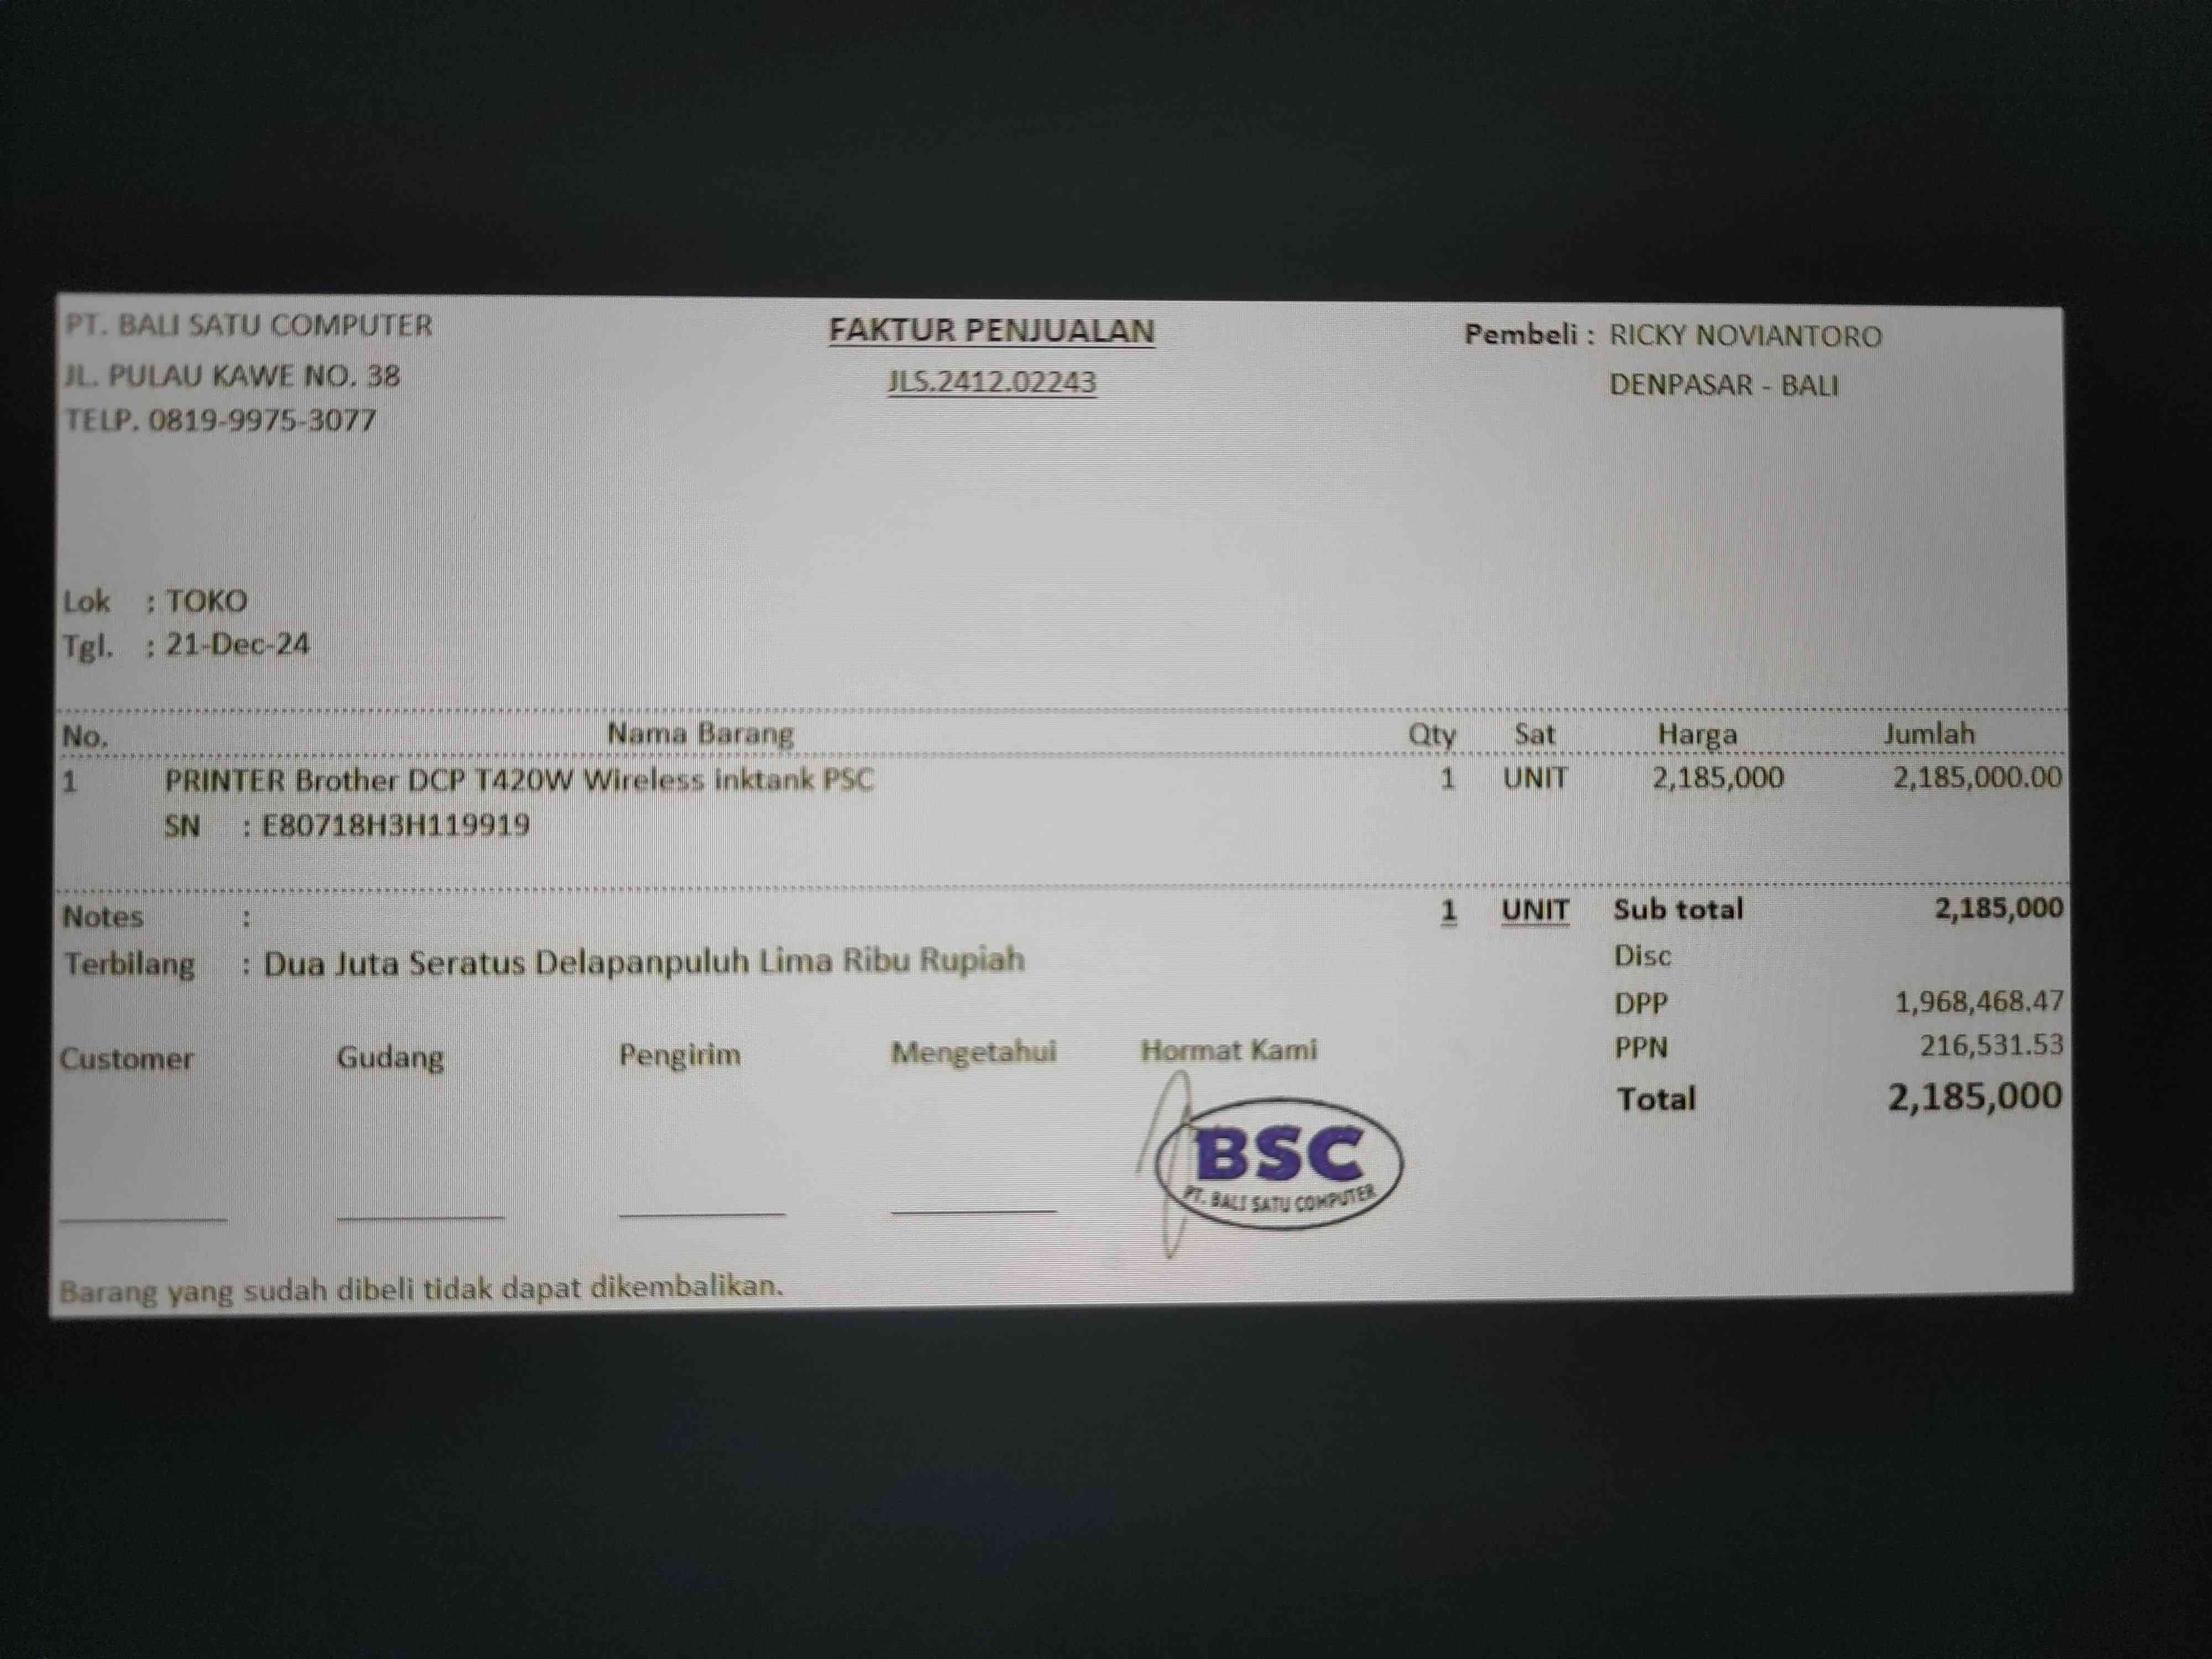 PT. BALI SATU COMPUTER
JL. PULAU KAWE NO. 38
TELP. 0819-9975-3077
FAKTUR PENJUALAN
JLS.2412.02243
Pembeli : RICKY NOVIANTORO
DENPASAR - BALI
Lok : TOKO
Tgl. : 21-Dec-24
No. Nama Barang Qty Sat Harga Jumlah
1 PRINTER Brother DCP T420W Wireless inktank PSC 1 UNIT 2,185,000 2,185,000.00
SN : E80718H3H119919
Notes : 1 UNIT Sub total 2,185,000
Terbilang : Dua Juta Seratus Delapanpuluh Lima Ribu Rupiah
Disc
DPP 1,968,468.47
PPN 216,531.53
Total 2,185,000
Customer Gudang Pengirim Mengetahui Hormat Kami
BSC
PT. BALI SATU COMPUTER
Barang yang sudah dibeli tidak dapat dikembalikan.